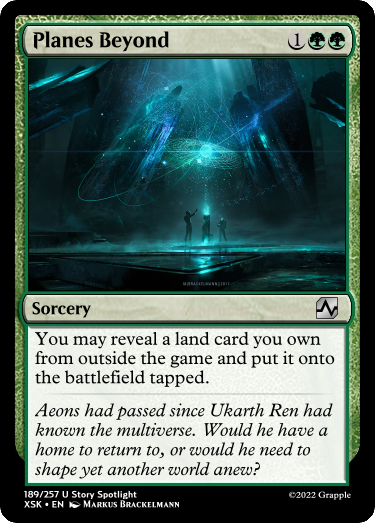 Planes Beyond 1
Sorcery
You may reveal a land card you own
from outside the game and put it onto
the battlefield tapped.
Aeons had passed since Ukarth Ren had
known the multiverse. Would he have a
home to return to, or would he need to
shape yet another world anew?
189/257 U Story Spotlight
XSK • EN Markus Brackelmann
©2022 Grapple